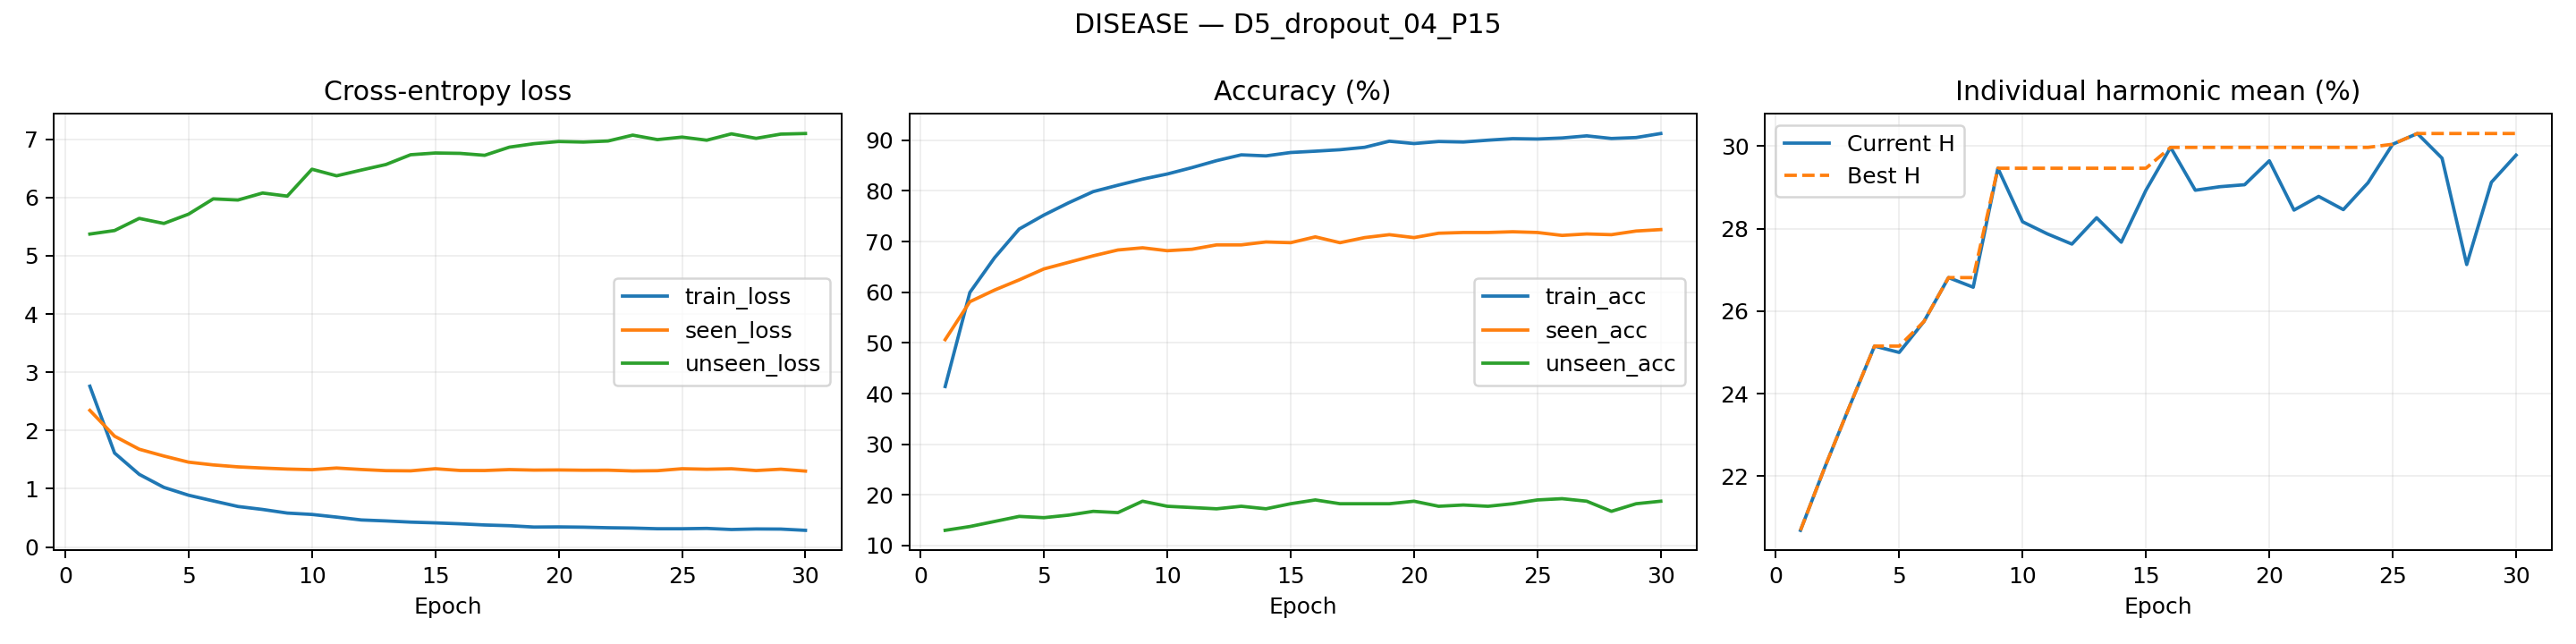 DISEASE — D5_dropout_04_P15
Cross-entropy loss
7
6
5
4
3
2
1
0
train_loss
seen_loss
unseen_loss
0 5 10 15 20 25 30
Epoch
Accuracy (%)
90
80
70
60
50
40
30
20
10
train_acc
seen_acc
unseen_acc
0 5 10 15 20 25 30
Epoch
Individual harmonic mean (%)
30
28
26
24
22
Current H
Best H
0 5 10 15 20 25 30
Epoch